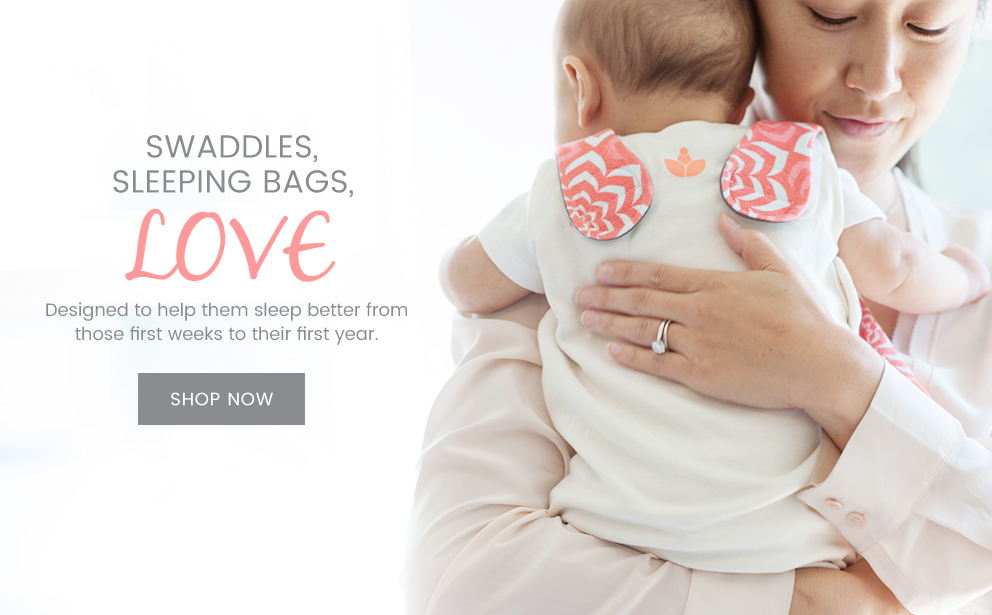 SWADDLES,
SLEEPING BAGS,
LOVE
Designed to help them sleep better from
those first weeks to their first year.
SHOP NOW